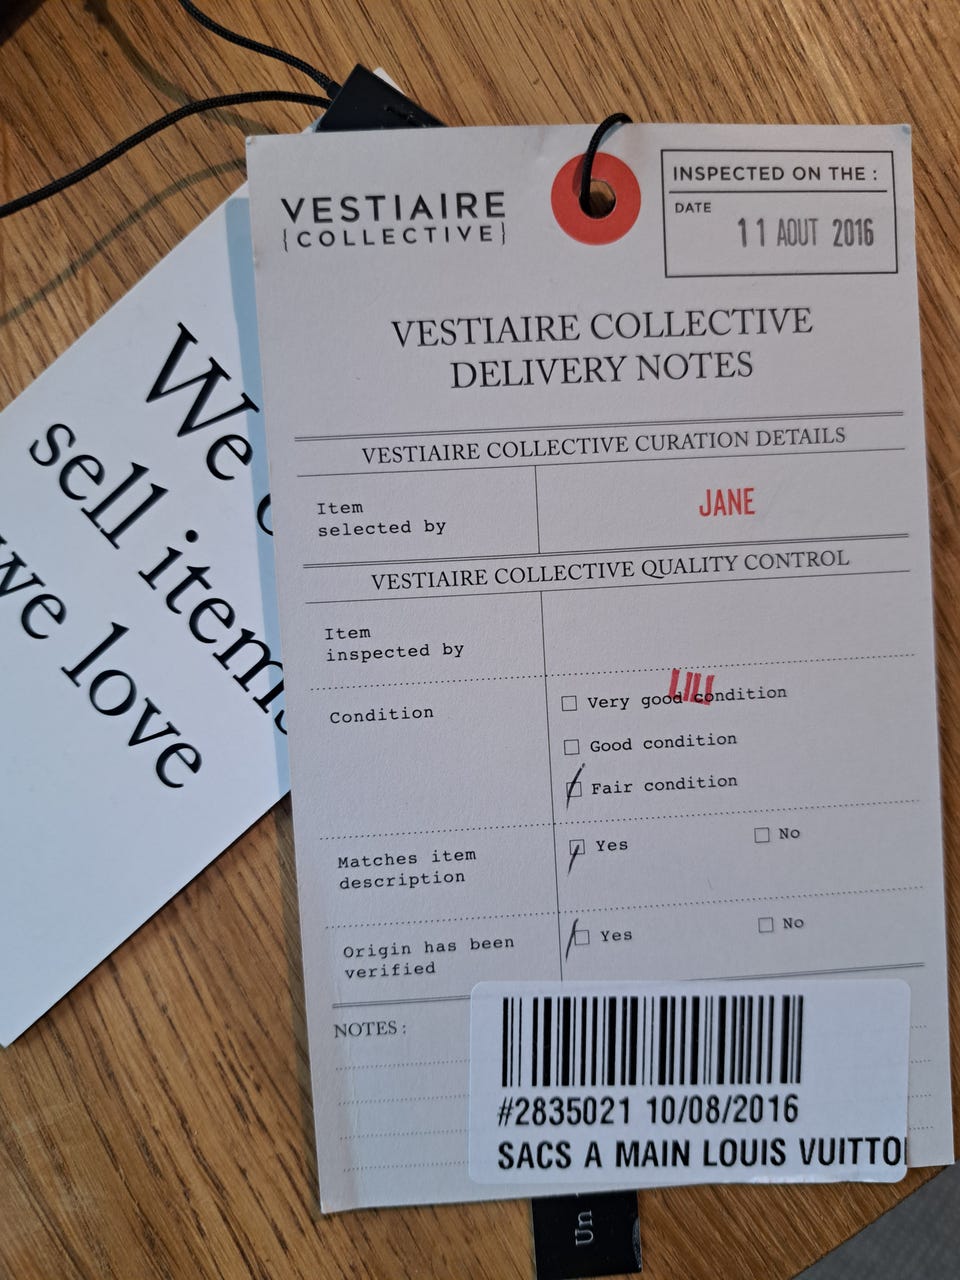 VESTIAIRE
{COLLECTIVE}
INSPECTED ON THE :
DATE
11 AOUT 2016
VESTIAIRE COLLECTIVE
DELIVERY NOTES
VESTIAIRE COLLECTIVE CURATION DETAILS
Item
selected by
JANE
VESTIAIRE COLLECTIVE QUALITY CONTROL
Item
inspected by
LILI
Condition
Very good condition
Good condition
Fair condition
Matches item
description
Yes
No
Origin has been
verified
Yes
No
NOTES :
#2835021 10/08/2016
SACS A MAIN LOUIS VUITTO
We
sell items
we love
Un